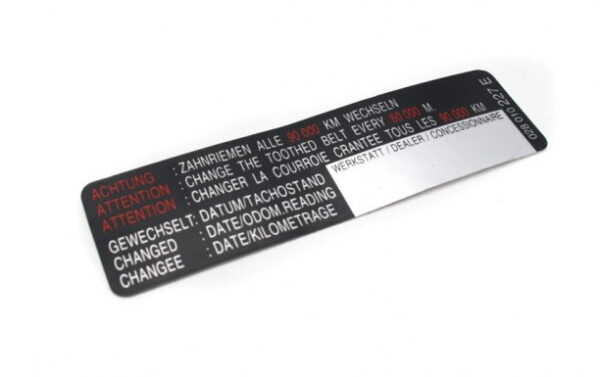 ACHTUNG : ZAHNRIEMEN ALLE 90.000 KM WECHSELN
ATTENTION : CHANGE THE TOOTHED BELT EVERY 60.000 M.
ATTENTION : CHANGER LA COURROIE CRANTEE TOUS LES 90.000 KM
GEWECHSELT: DATUM/TACHOSTAND
CHANGED : DATE/ODOM.READING
CHANGEE : DATE/KILOMETRAGE
WERKSTATT / DEALER / CONCESSIONNAIRE
028 010 227 E